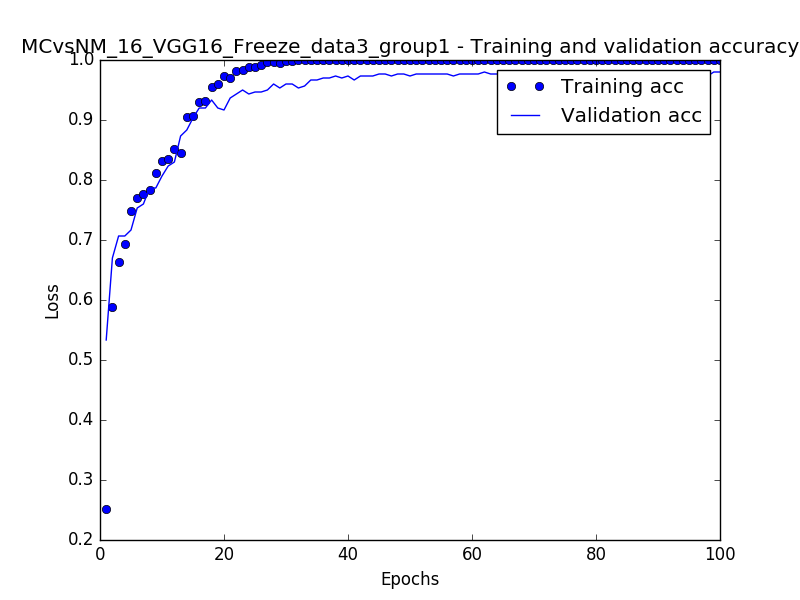 MCvsNM_16_VGG16_Freeze_data3_group1 - Training and validation accuracy
1.0
Training acc
Validation acc
0.9
0.8
0.7
0.6
0.5
0.4
0.3
0.2
Loss
0 20 40 60 80 100
Epochs